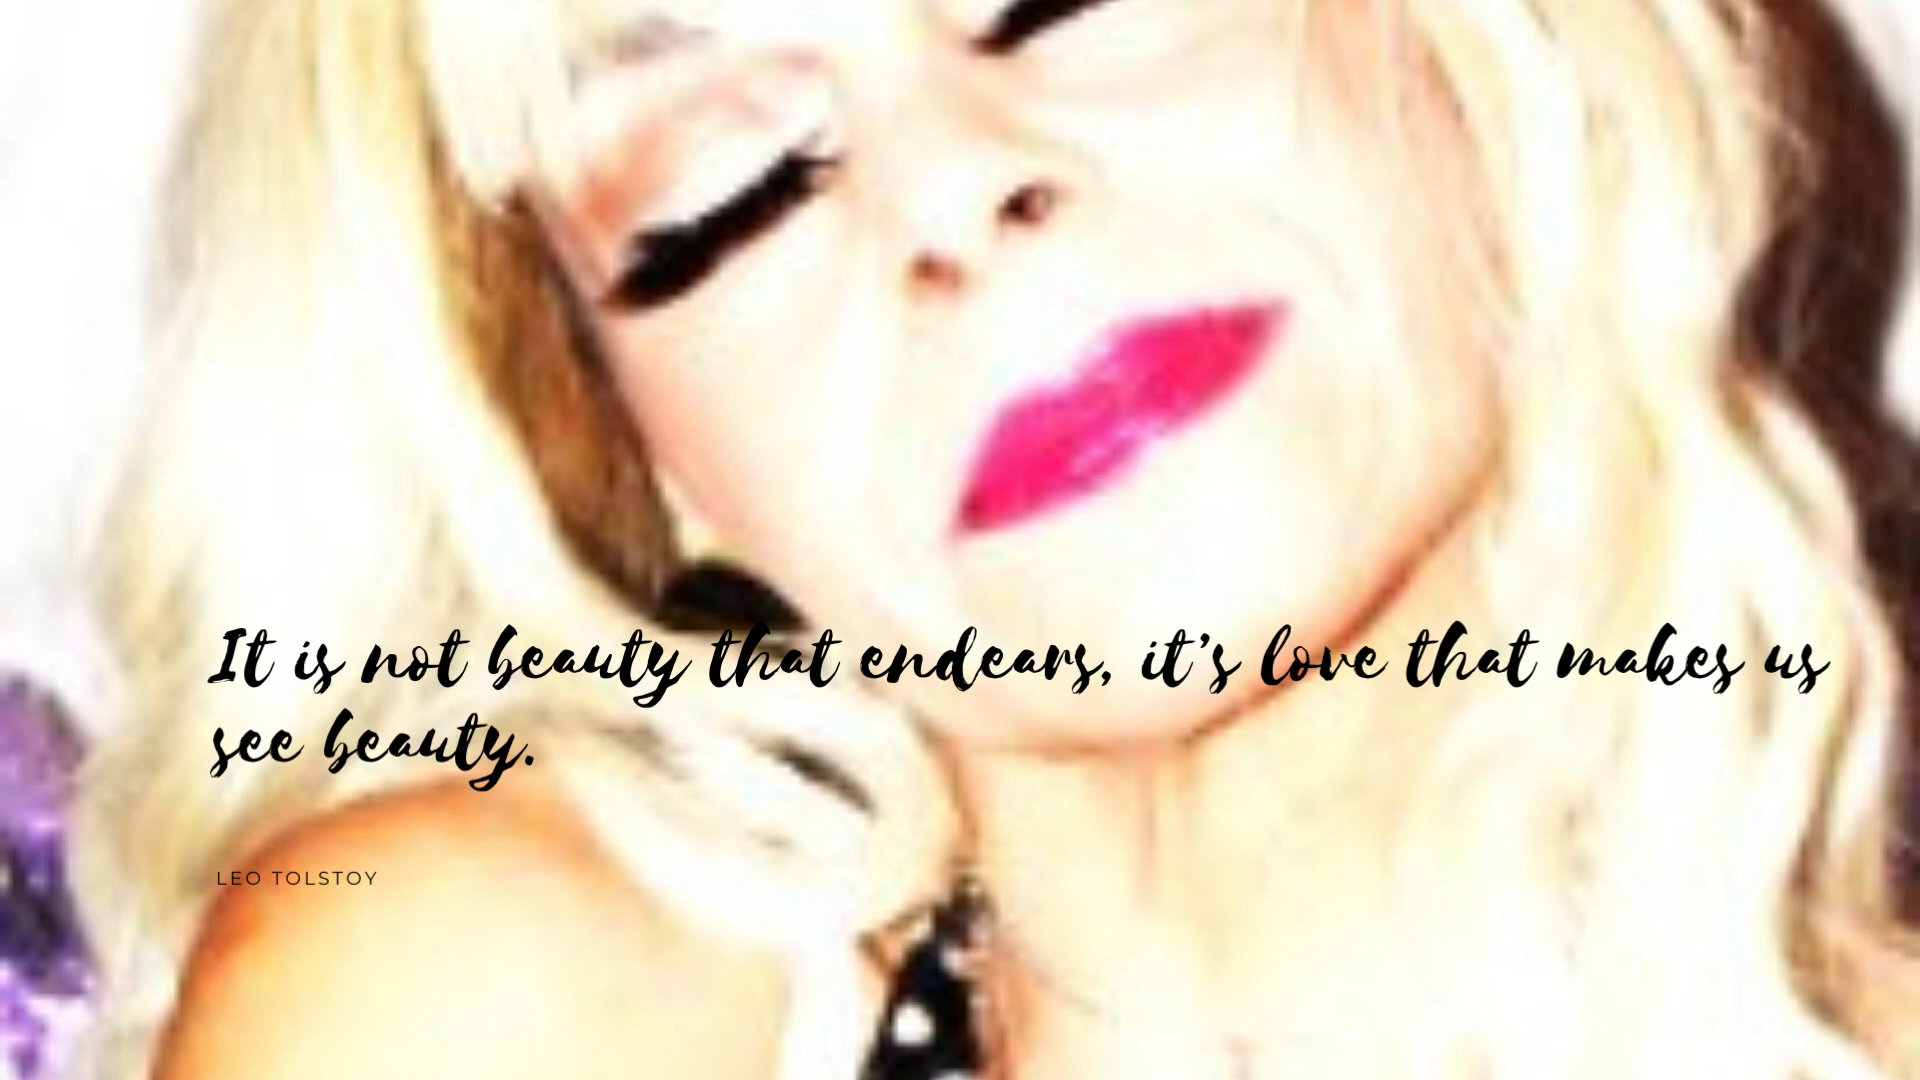 It is not beauty that endears, it's love that makes us
see beauty.
LEO TOLSTOY